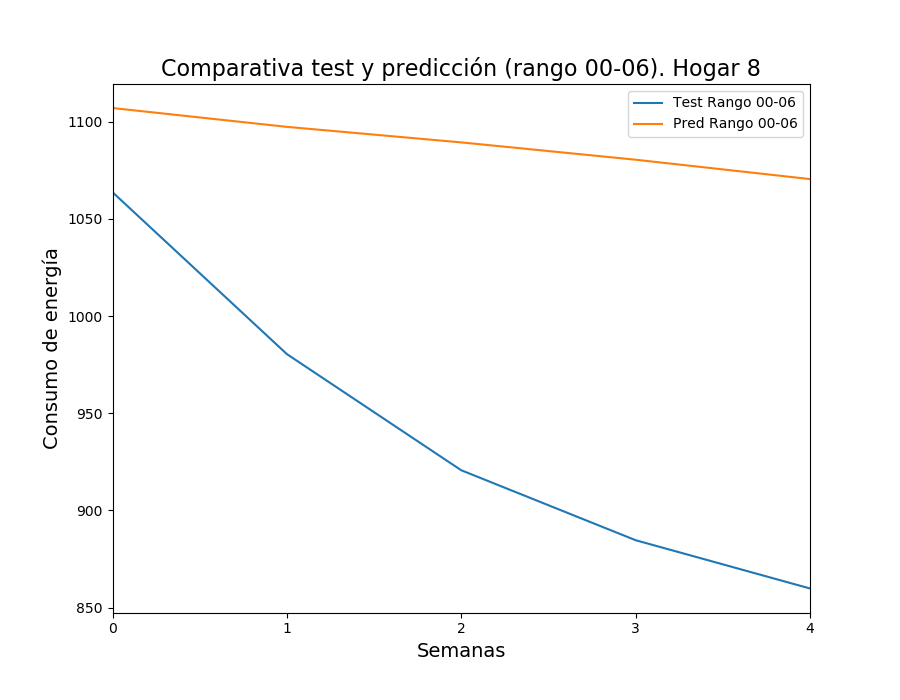 Comparativa test y predicción (rango 00-06). Hogar 8
Test Rango 00-06
Pred Rango 00-06
1100
1050
1000
950
900
850
Consumo de energía
0 1 2 3 4
Semanas